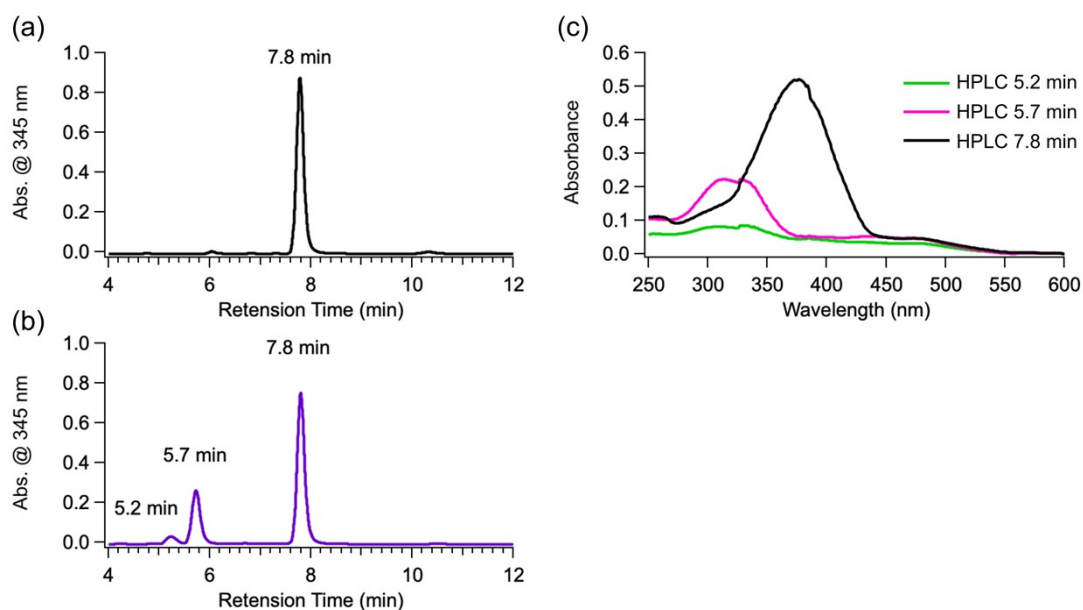 (a)
7.8 min
1.0
0.8
0.6
0.4
0.2
0.0
Abs. @ 345 nm
4 6 8 10 12
Retention Time (min)
(b)
7.8 min
5.7 min
5.2 min
1.0
0.8
0.6
0.4
0.2
0.0
Abs. @ 345 nm
4 6 8 10 12
Retention Time (min)
(c)
HPLC 5.2 min
HPLC 5.7 min
HPLC 7.8 min
0.6
0.5
0.4
0.3
0.2
0.1
0.0
Absorbance
250 300 350 400 450 500 550 600
Wavelength (nm)